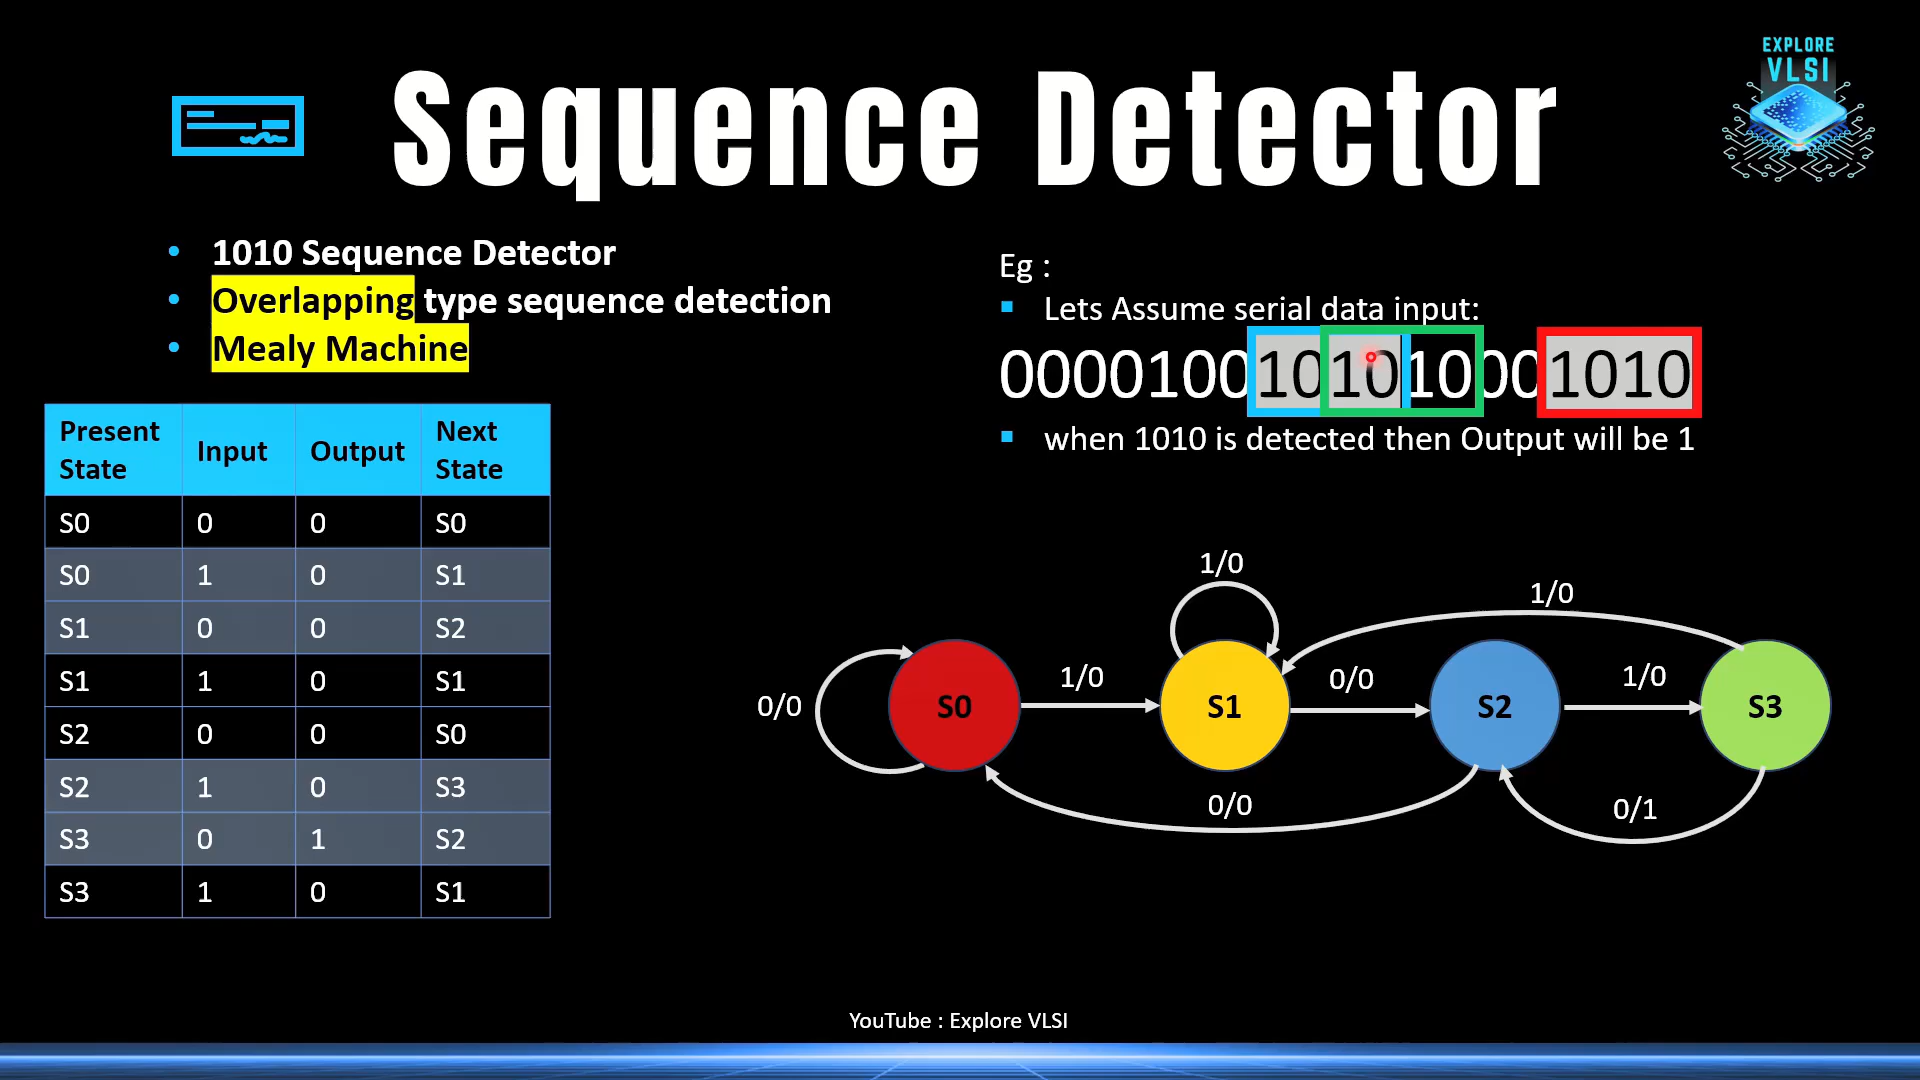 EXPLORE
VLSI
Sequence Detector
• 1010 Sequence Detector
• Overlapping type sequence detection
• Mealy Machine
Eg :
Lets Assume serial data input:
0000100101010001010
when 1010 is detected then Output will be 1
Present State Input Output Next State
S0 0 0 S0
S0 1 0 S1
S1 0 0 S2
S1 1 0 S1
S2 0 0 S0
S2 1 0 S3
S3 0 1 S2
S3 1 0 S1
1/0
1/0
0/0
1/0
0/0
1/0
S0
S1
S2
S3
0/0
0/1
YouTube : Explore VLSI